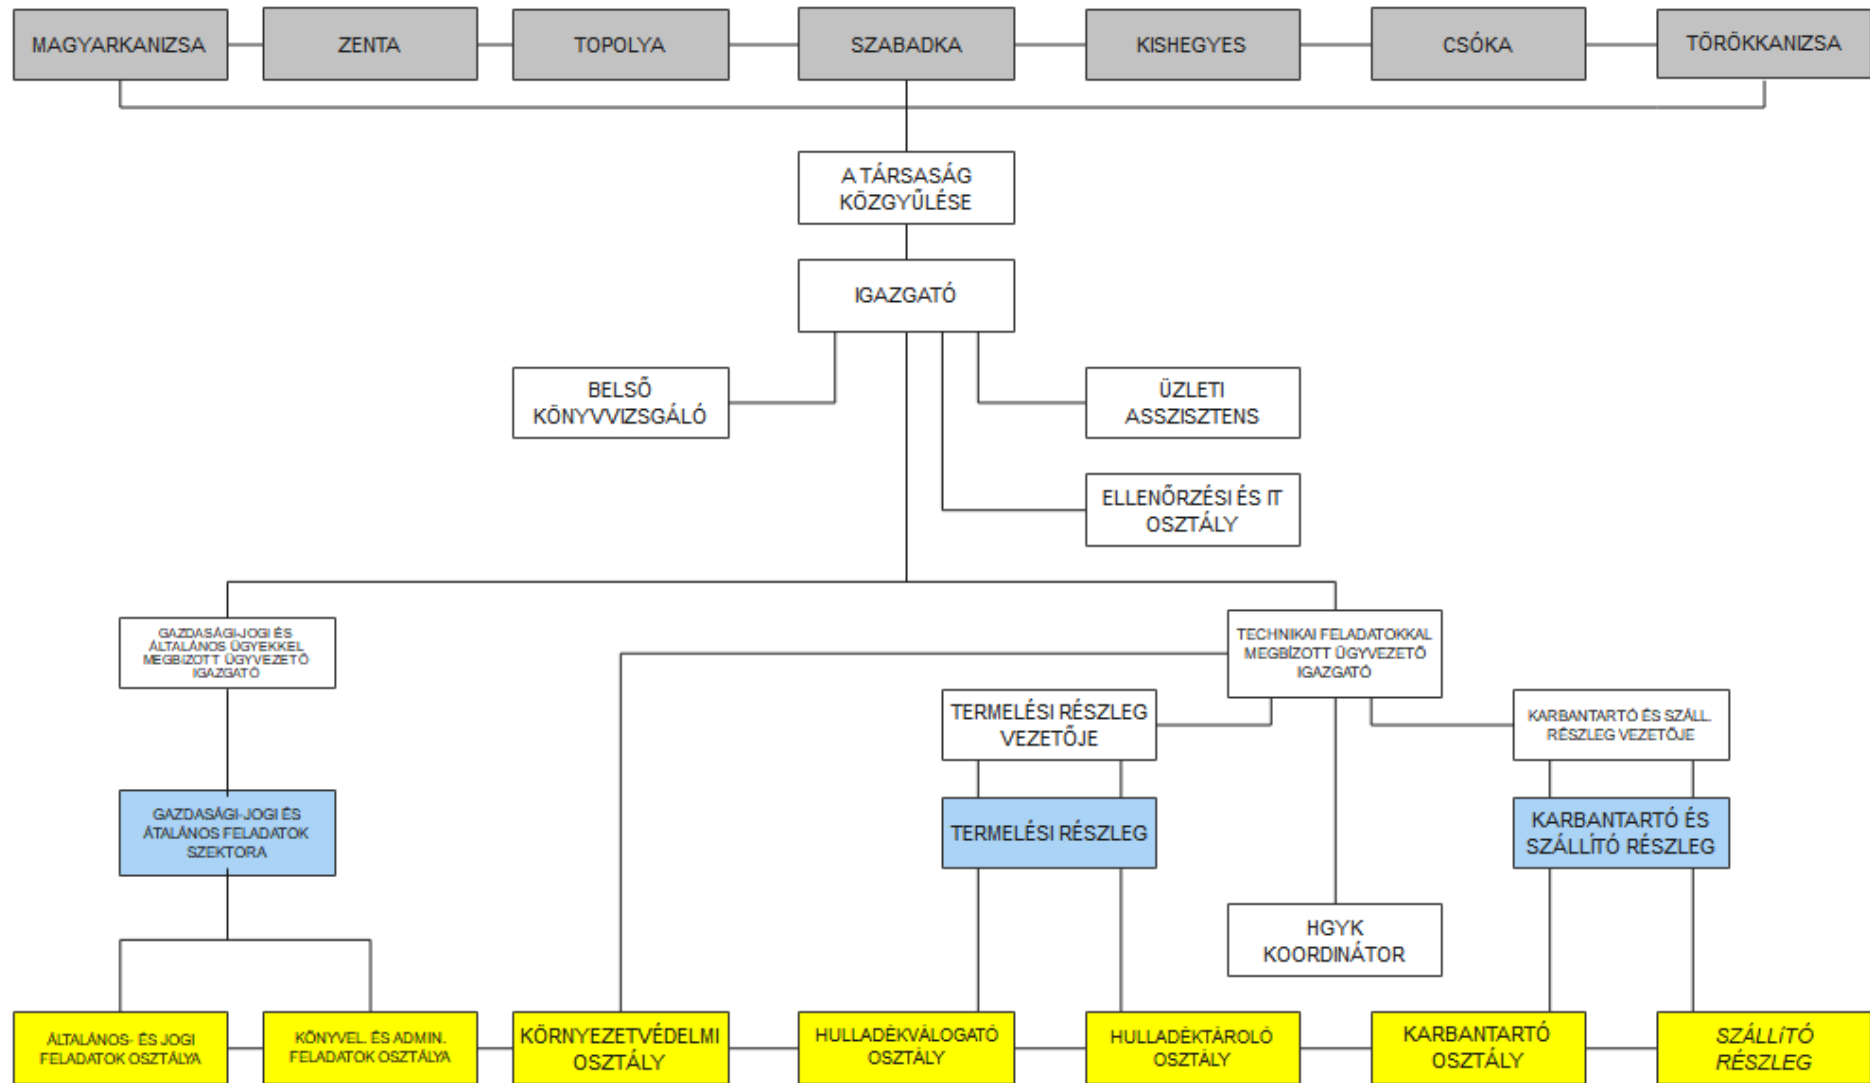 MAGYARKANIZSA
ZENTA
TOPOLYA
SZABADKA
KISHEGYES
CSÓKA
TÖRÖKKANIZSA
A TÁRSASÁG
KÖZGYŰLÉSE
IGAZGATÓ
BELSŐ
KÖNYVVIZSGÁLÓ
ÜZLETI
ASSZISZTENS
ELLENŐRZÉSI ÉS IT
OSZTÁLY
GAZDASÁGI-JOGI ÉS
ÁLTALÁNOS ÜGYEKKEL
MEGBÍZOTT ÜGYVEZETŐ
IGAZGATÓ
TECHNIKAI FELADATOKKAL
MEGBÍZOTT ÜGYVEZETŐ
IGAZGATÓ
TERMELÉSI RÉSZLEG
VEZETŐJE
KARBANTARTÓ ÉS SZÁLL.
RÉSZLEG VEZETŐJE
GAZDASÁGI-JOGI ÉS
ÁTALÁNOS FELADATOK
SZEKTORA
TERMELÉSI RÉSZLEG
KARBANTARTÓ ÉS
SZÁLLÍTÓ RÉSZLEG
HGYK
KOORDINÁTOR
ÁLTALÁNOS- ÉS JOGI
FELADATOK OSZTÁLYA
KÖNYVEL. ÉS ADMIN.
FELADATOK OSZTÁLYA
KÖRNYEZETVÉDELMI
OSZTÁLY
HULLADÉKVÁLOGATÓ
OSZTÁLY
HULLADÉKTÁROLÓ
OSZTÁLY
KARBANTARTÓ
OSZTÁLY
SZÁLLÍTÓ
RÉSZLEG